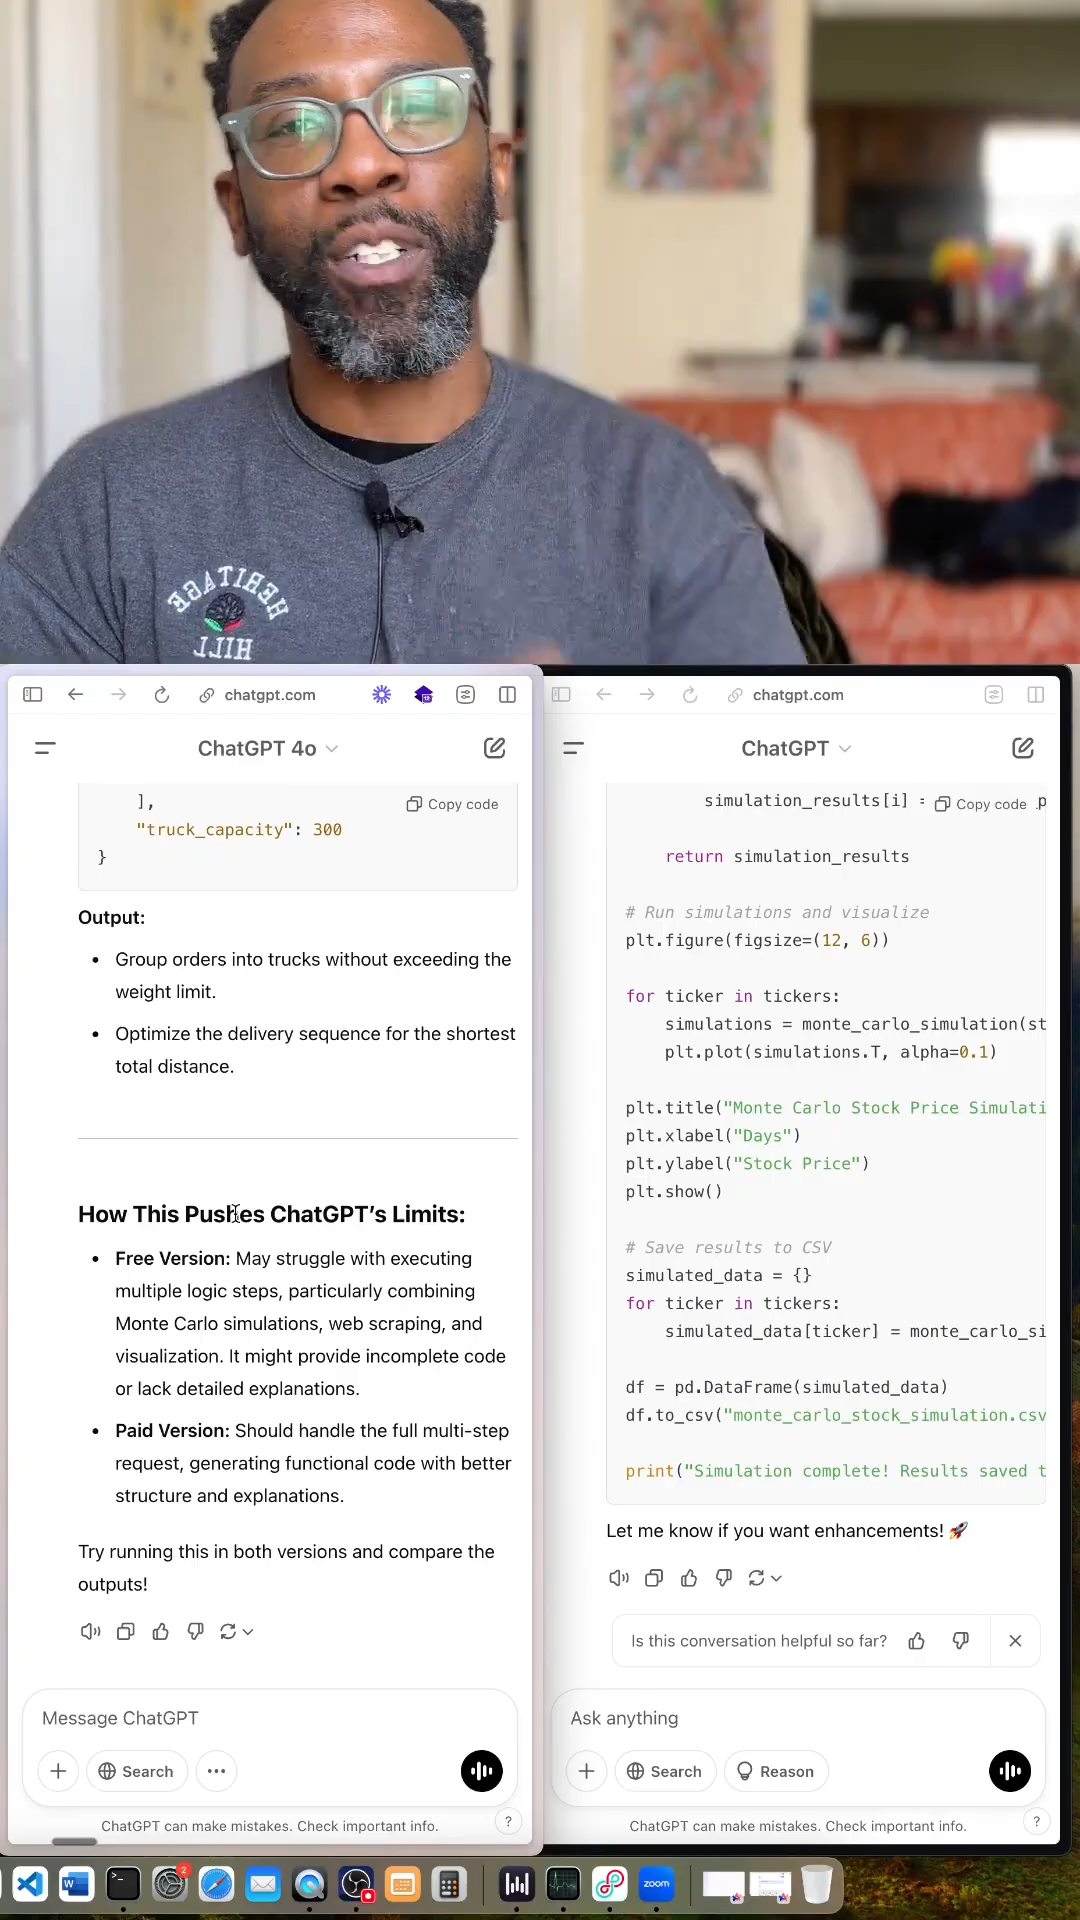 HERITAGE
HILL
chatgpt.com
ChatGPT 4o
],
Copy code
"truck_capacity": 300
}
Output:
• Group orders into trucks without exceeding the
weight limit.
• Optimize the delivery sequence for the shortest
total distance.
How This Pushes ChatGPT's Limits:
• Free Version: May struggle with executing
multiple logic steps, particularly combining
Monte Carlo simulations, web scraping, and
visualization. It might provide incomplete code
or lack detailed explanations.
• Paid Version: Should handle the full multi-step
request, generating functional code with better
structure and explanations.
Try running this in both versions and compare the
outputs!
Message ChatGPT
Search
ChatGPT can make mistakes. Check important info.
?
chatgpt.com
ChatGPT
simulation_results[i] =
Copy code
.p
return simulation_results
# Run simulations and visualize
plt.figure(figsize=(12, 6))
for ticker in tickers:
simulations = monte_carlo_simulation(st
plt.plot(simulations.T, alpha=0.1)
plt.title("Monte Carlo Stock Price Simulati
plt.xlabel("Days")
plt.ylabel("Stock Price")
plt.show()
# Save results to CSV
simulated_data = {}
for ticker in tickers:
simulated_data[ticker] = monte_carlo_si
df = pd.DataFrame(simulated_data)
df.to_csv("monte_carlo_stock_simulation.csv
print("Simulation complete! Results saved t
Let me know if you want enhancements! 🚀
Is this conversation helpful so far?
Ask anything
Search
Reason
ChatGPT can make mistakes. Check important info.
?
2
zoom